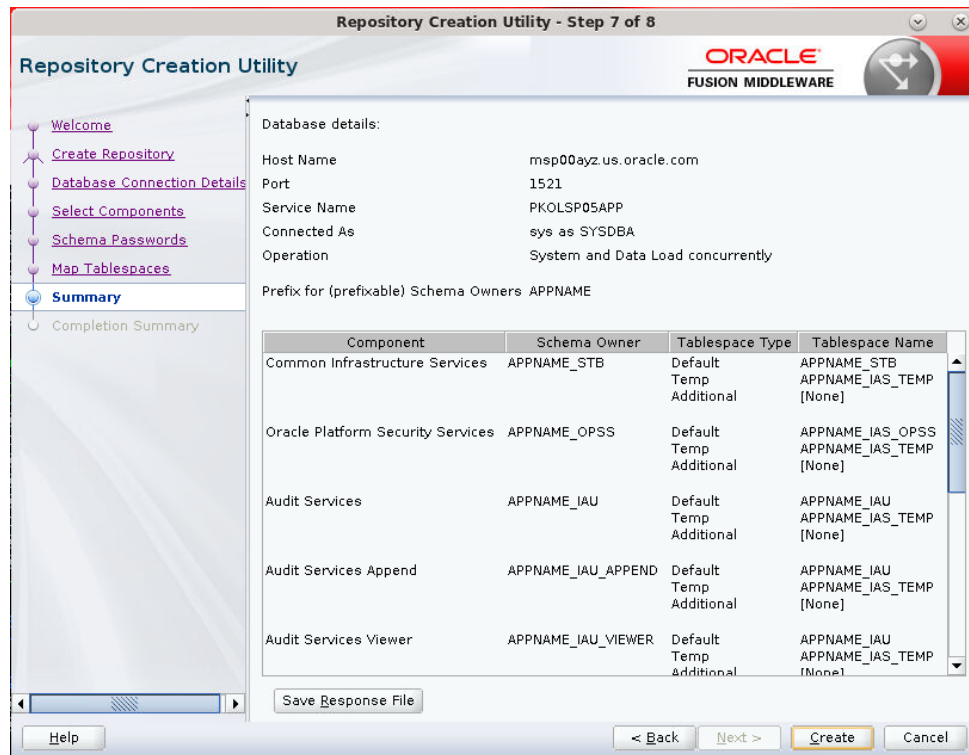 Repository Creation Utility - Step 7 of 8
Repository Creation Utility
ORACLE
FUSION MIDDLEWARE
Welcome
Create Repository
Database Connection Details
Select Components
Schema Passwords
Map Tablespaces
Summary
Completion Summary
Database details:
Host Name msp00ayz.us.oracle.com
Port 1521
Service Name PKOLSP05APP
Connected As sys as SYSDBA
Operation System and Data Load concurrently
Prefix for (prefixable) Schema Owners APPNAME
Component Schema Owner Tablespace Type Tablespace Name
Common Infrastructure Services APPNAME_STB Default APPNAME_STB
Temp APPNAME_IAS_TEMP
Additional [None]
Oracle Platform Security Services APPNAME_OPSS Default APPNAME_IAS_OPSS
Temp APPNAME_IAS_TEMP
Additional [None]
Audit Services APPNAME_IAU Default APPNAME_IAU
Temp APPNAME_IAS_TEMP
Additional [None]
Audit Services Append APPNAME_IAU_APPEND Default APPNAME_IAU
Temp APPNAME_IAS_TEMP
Additional [None]
Audit Services Viewer APPNAME_IAU_VIEWER Default APPNAME_IAU
Temp APPNAME_IAS_TEMP
Additional [None]
Save Response File
Help < Back Next > Create Cancel